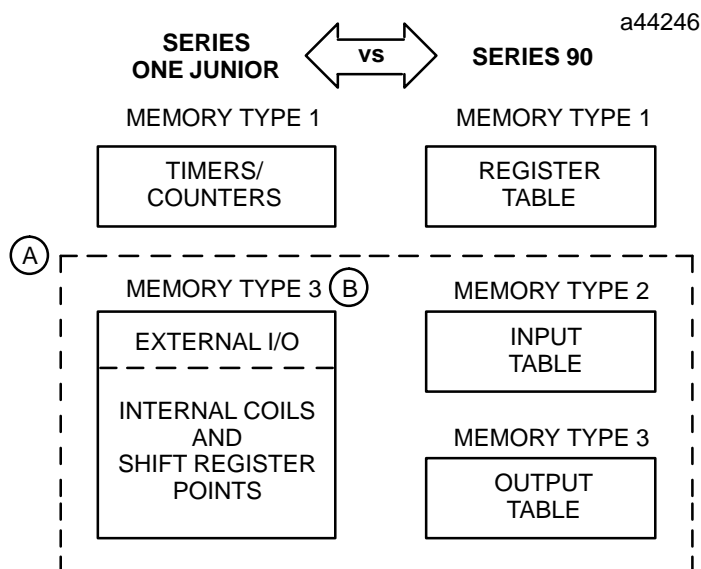 a44246
SERIES
ONE JUNIOR
vs
SERIES 90
MEMORY TYPE 1
TIMERS/
COUNTERS
MEMORY TYPE 1
REGISTER
TABLE
A
MEMORY TYPE 3
B
EXTERNAL I/O
INTERNAL COILS
AND
SHIFT REGISTER
POINTS
MEMORY TYPE 2
INPUT
TABLE
MEMORY TYPE 3
OUTPUT
TABLE